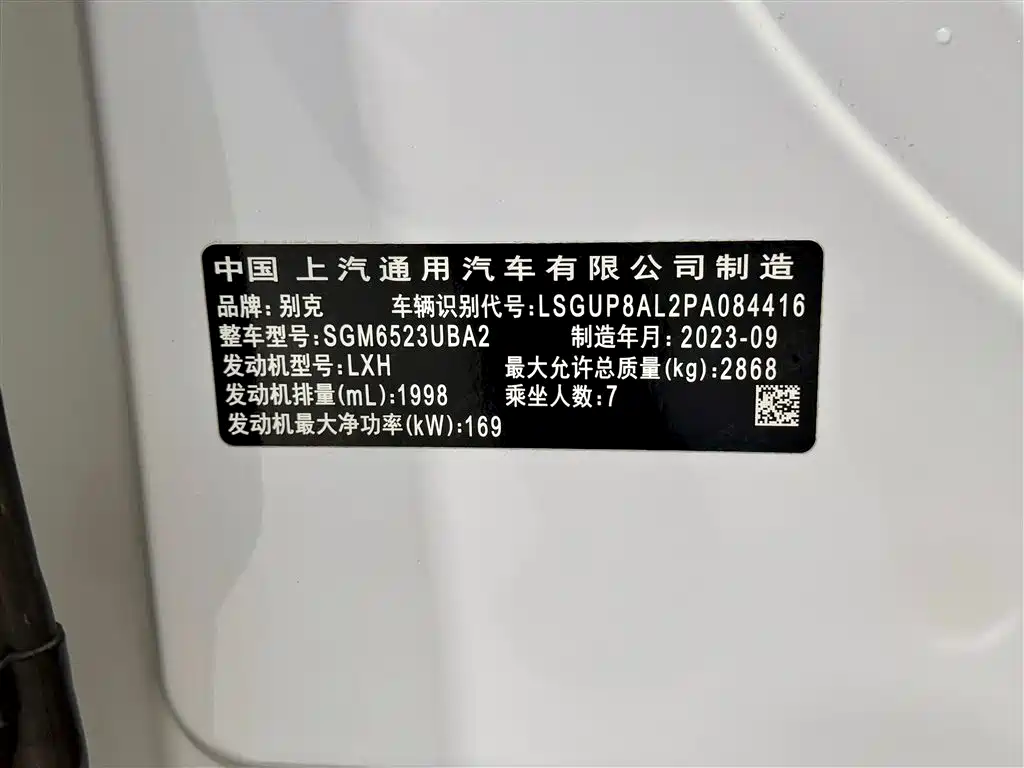 中国 上汽通用汽车有限公司制造
品牌: 别克 车辆识别代号:LSGUP8AL2PA084416
整车型号:SGM6523UBA2 制造年月: 2023-09
发动机型号:LXH 最大允许总质量(kg):2868
发动机排量(mL):1998 乘坐人数:7
发动机最大净功率(kW):169